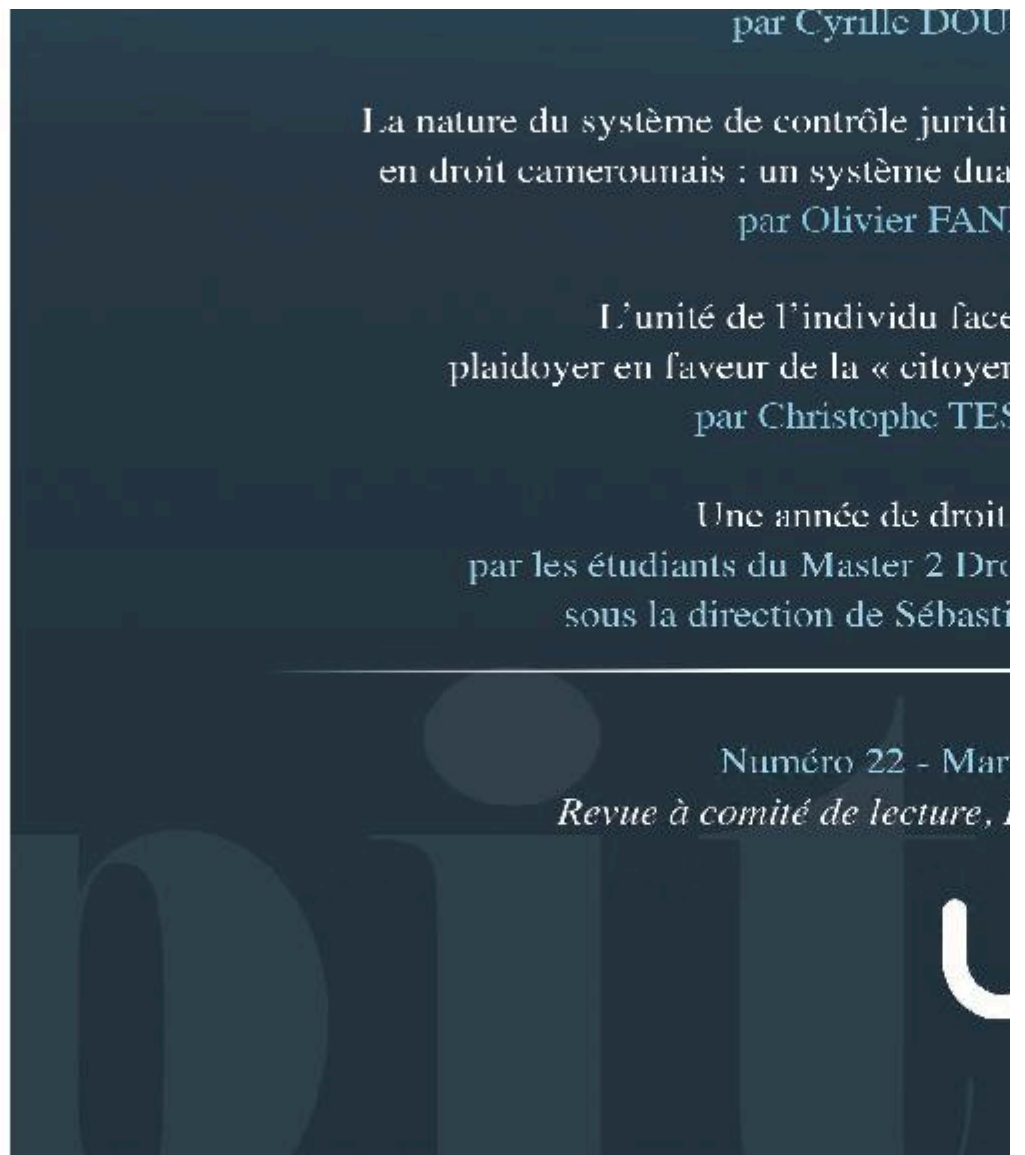 par Cyrille DOU
La nature du système de contrôle juridi
en droit camerounais : un système dua
par Olivier FAN
L'unité de l'individu face
plaidoyer en faveur de la « citoyen
par Christophe TES
Une année de droit
par les étudiants du Master 2 Dro
sous la direction de Sébasti
Numéro 22 - Mar
Revue à comité de lecture,
pit